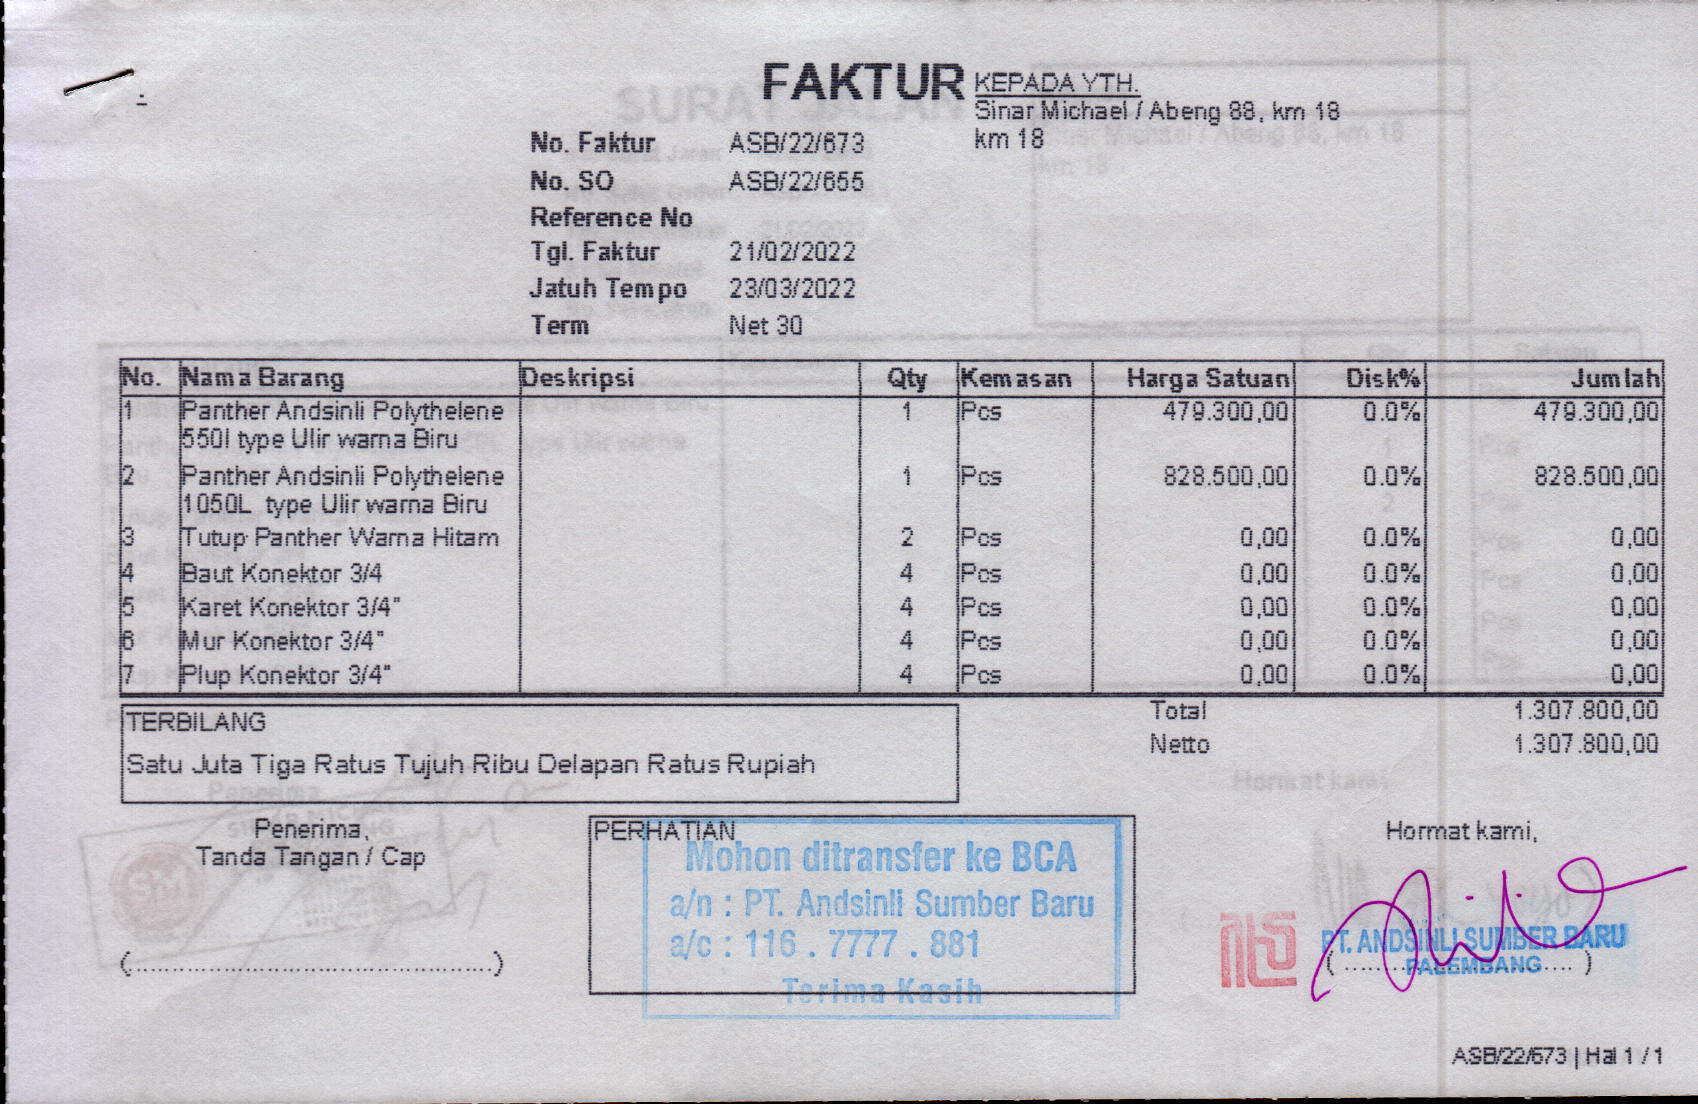 FAKTUR
KEPADA YTH.
Sinar Michael / Abeng 88, km 18
km 18
No. Faktur ASB/22/673
No. SO ASB/22/655
Reference No
Tgl. Faktur 21/02/2022
Jatuh Tempo 23/03/2022
Term Net 30
No. Nama Barang Deskripsi Qty Kemasan Harga Satuan Disk% Jumlah
1 Panther Andsinli Polythelene 1 Pcs 479.300,00 0.0% 479.300,00
550l type Ulir warna Biru
2 Panther Andsinli Polythelene 1 Pcs 828.500,00 0.0% 828.500,00
1050L type Ulir warna Biru
3 Tutup Panther Warna Hitam 2 Pcs 0,00 0.0% 0,00
4 Baut Konektor 3/4 4 Pcs 0,00 0.0% 0,00
5 Karet Konektor 3/4" 4 Pcs 0,00 0.0% 0,00
6 Mur Konektor 3/4" 4 Pcs 0,00 0.0% 0,00
7 Plup Konektor 3/4" 4 Pcs 0,00 0.0% 0,00
Total 1.307.800,00
Netto 1.307.800,00
TERBILANG
Satu Juta Tiga Ratus Tujuh Ribu Delapan Ratus Rupiah
Penerima,
Tanda Tangan / Cap
(................................................)
PERHATIAN
Mohon ditransfer ke BCA
a/n : PT. Andsinli Sumber Baru
a/c : 116 . 7777 . 881
Terima Kasih
Hormat kami,
PT. ANDSINLI SUMBER BARU
PALEMBANG
ASB/22/673 | Hal 1 / 1